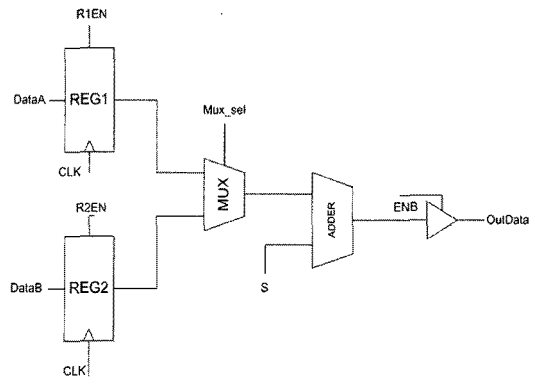 R1EN
DataA
REG1
CLK
Mux_sel
MUX
R2EN
DataB
REG2
CLK
ADDER
S
ENB
OutData